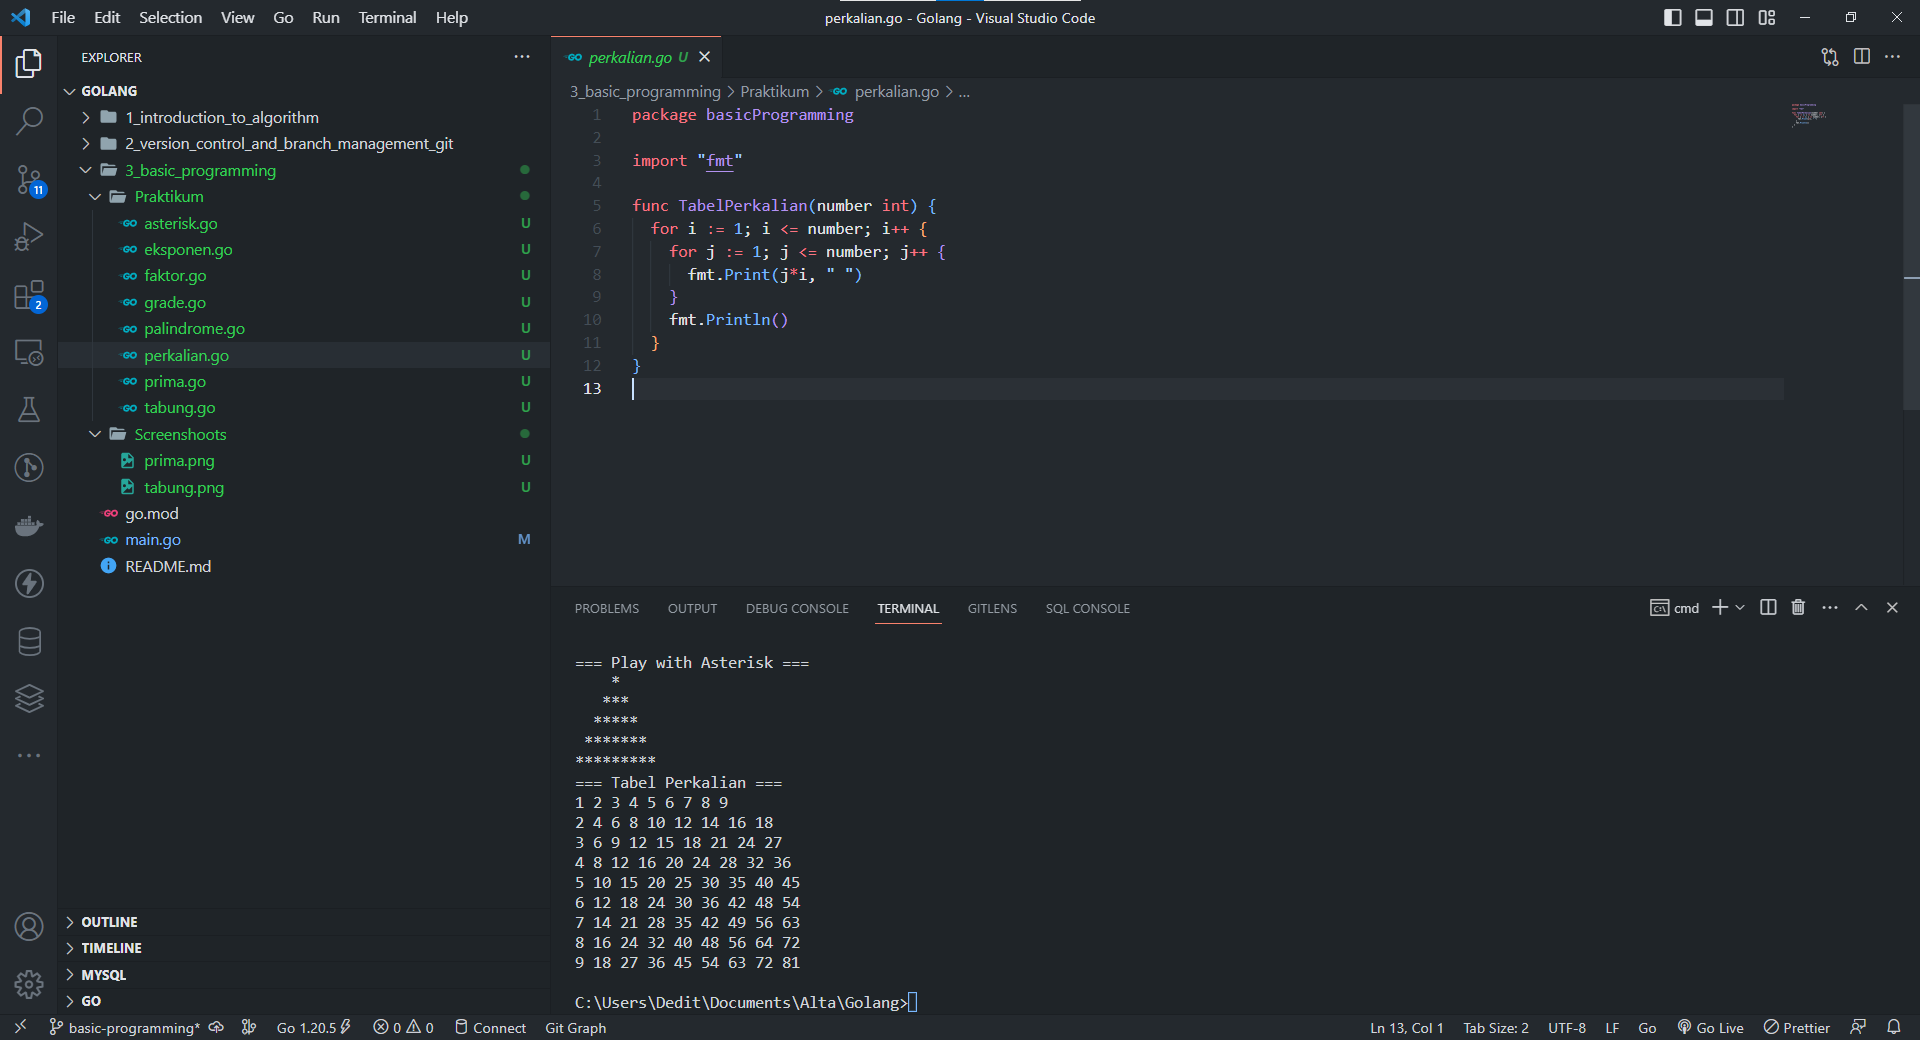 File Edit Selection View Go Run Terminal Help
perkalian.go - Golang - Visual Studio Code
EXPLORER
GOLANG
1_introduction_to_algorithm
2_version_control_and_branch_management_git
3_basic_programming
Praktikum
asterisk.go U
eksponen.go U
faktor.go U
grade.go U
palindrome.go U
perkalian.go U
prima.go U
tabung.go U
Screenshoots
prima.png U
tabung.png U
go.mod
main.go M
README.md
OUTLINE
TIMELINE
MYSQL
GO
11
2
GO perkalian.go U
3_basic_programming > Praktikum > GO perkalian.go > ...
1 package basicProgramming
2
3 import "fmt"
4
5 func TabelPerkalian(number int) {
6 for i := 1; i <= number; i++ {
7 for j := 1; j <= number; j++ {
8 fmt.Print(j*i, " ")
9 }
10 fmt.Println()
11 }
12 }
13
PROBLEMS OUTPUT DEBUG CONSOLE TERMINAL GITLENS SQL CONSOLE
cmd
=== Play with Asterisk ===
*
***
*****
*******
*********
=== Tabel Perkalian ===
1 2 3 4 5 6 7 8 9
2 4 6 8 10 12 14 16 18
3 6 9 12 15 18 21 24 27
4 8 12 16 20 24 28 32 36
5 10 15 20 25 30 35 40 45
6 12 18 24 30 36 42 48 54
7 14 21 28 35 42 49 56 63
8 16 24 32 40 48 56 64 72
9 18 27 36 45 54 63 72 81
C:\Users\Dedit\Documents\Alta\Golang>
basic-programming* Go 1.20.5 0 0 Connect Git Graph
Ln 13, Col 1 Tab Size: 2 UTF-8 LF Go Go Live Prettier